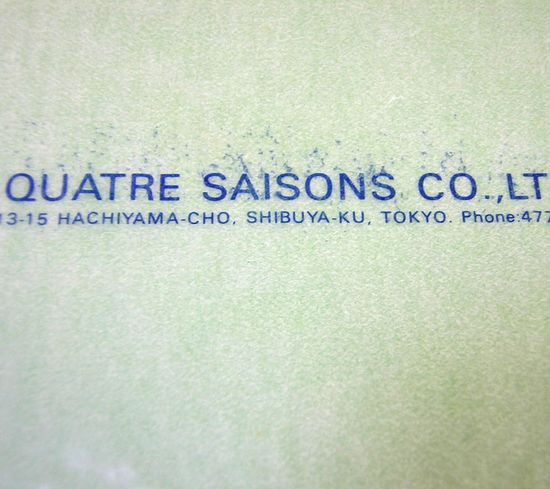 QUATRE SAISONS CO.,LT
13-15 HACHIYAMA-CHO, SHIBUYA-KU, TOKYO. Phone:477